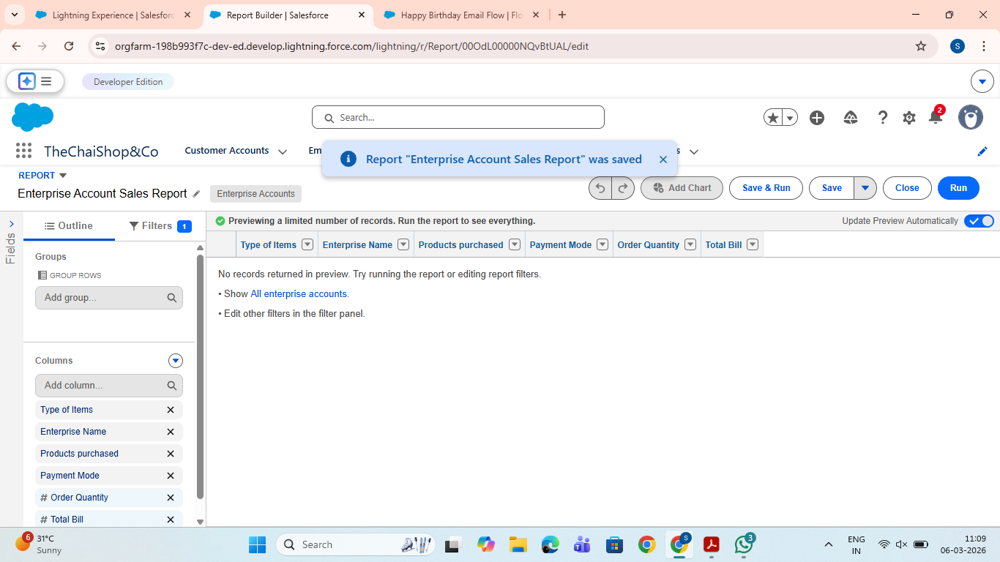 Lightning Experience | Salesforc
Report Builder | Salesforce
Happy Birthday Email Flow | Flo
orgfarm-198b993f7c-dev-ed.develop.lightning.force.com/lightning/r/Report/00OdL00000NQvBtUAL/edit
S
Developer Edition
Search...
2
TheChaiShop&Co
Customer Accounts
Em
s
Report "Enterprise Account Sales Report" was saved
REPORT
Enterprise Account Sales Report
Enterprise Accounts
Add Chart
Save & Run
Save
Close
Run
Fields
Outline
Filters 1
Previewing a limited number of records. Run the report to see everything.
Update Preview Automatically
Groups
GROUP ROWS
Add group...
Columns
Add column...
Type of Items
Enterprise Name
Products purchased
Payment Mode
# Order Quantity
# Total Bill
Type of Items
Enterprise Name
Products purchased
Payment Mode
Order Quantity
Total Bill
No records returned in preview. Try running the report or editing report filters.
• Show All enterprise accounts.
• Edit other filters in the filter panel.
6
31°C
Sunny
Search
S
3
ENG
IN
11:09
06-03-2026